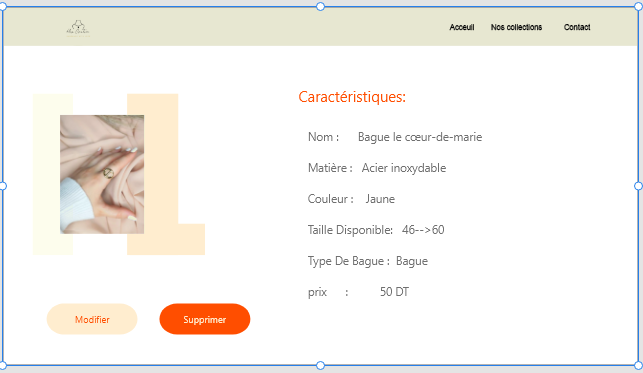 Acceuil Nos collections Contact
Caractéristiques:
Nom : Bague le cœur-de-marie
Matière : Acier inoxydable
Couleur : Jaune
Taille Disponible: 46-->60
Type De Bague : Bague
prix : 50 DT
Modifier Supprimer